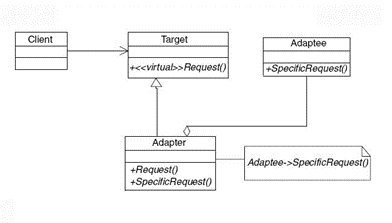 Client
Target
+<<virtual>>Request()
Adaptee
+SpecificRequest()
Adapter
+Request()
+SpecificRequest()
Adaptee->SpecificRequest()